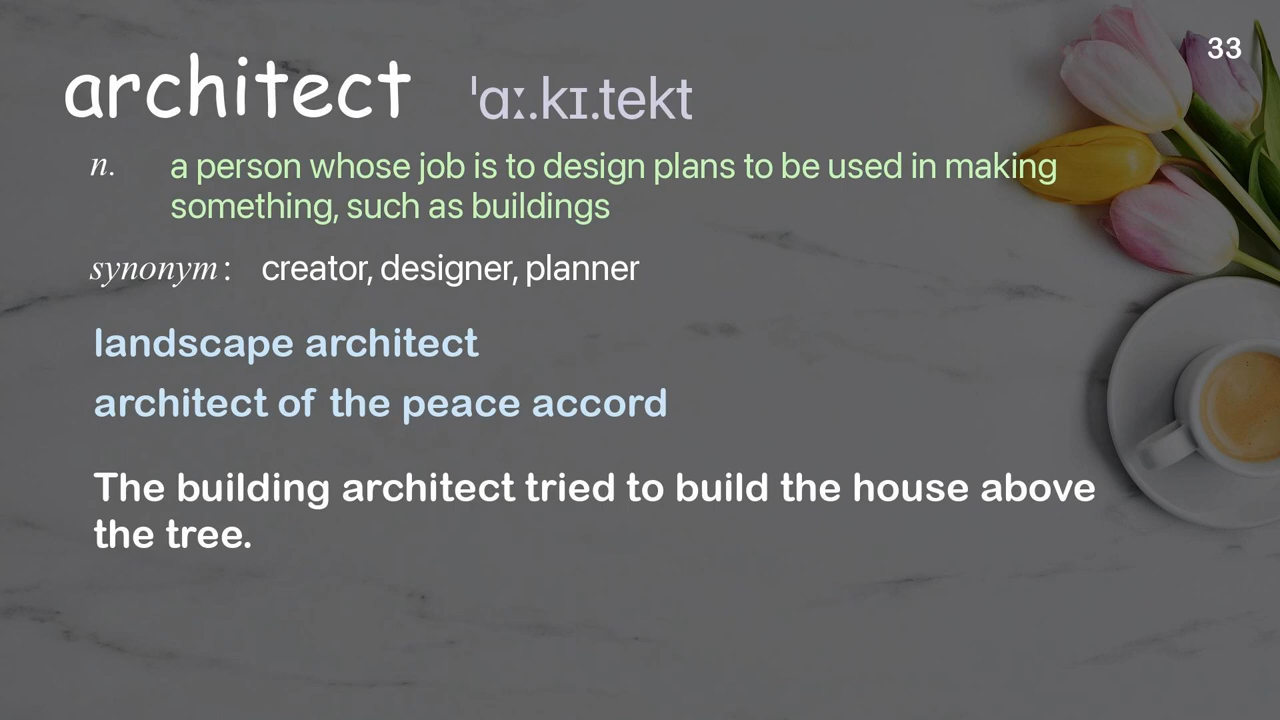 33
architect ˈɑː.kɪ.tekt
n. a person whose job is to design plans to be used in making
something, such as buildings
synonym: creator, designer, planner
landscape architect
architect of the peace accord
The building architect tried to build the house above
the tree.